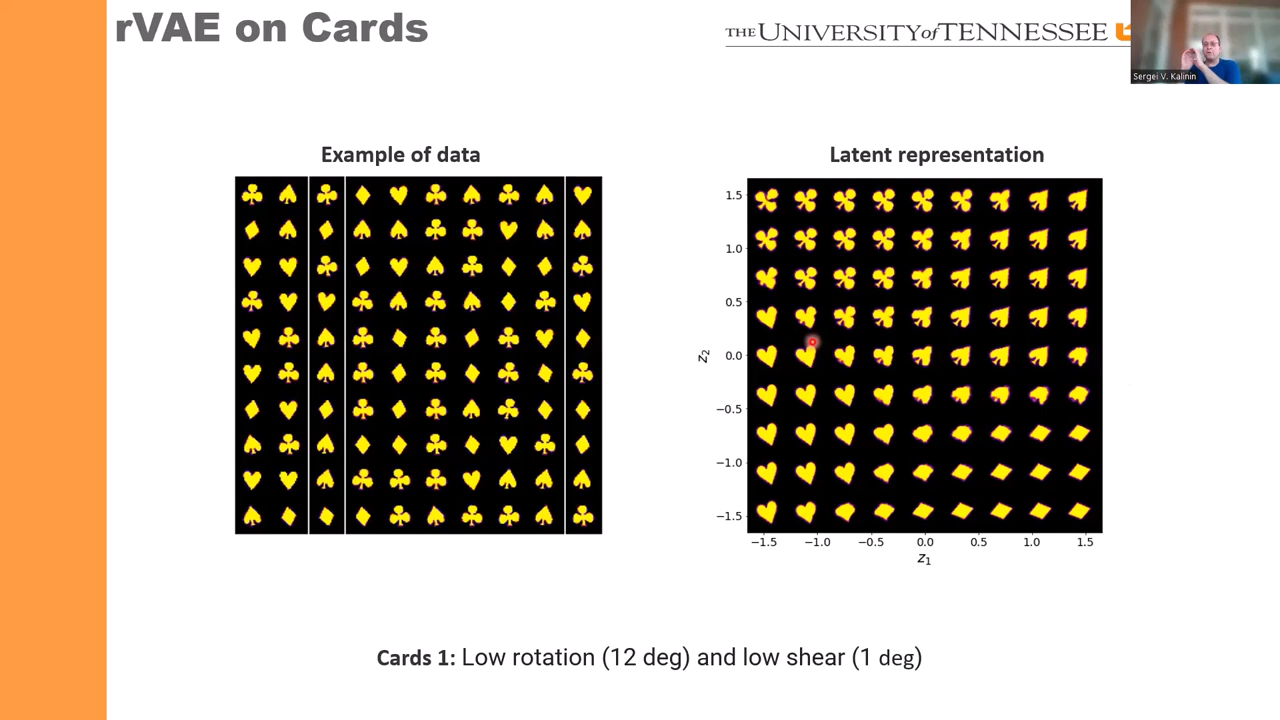 rVAE on Cards
THE UNIVERSITY of TENNESSEE
Sergei V. Kalinin
Example of data
Latent representation
1.5
1.0
0.5
0.0
−0.5
−1.0
−1.5
z2
−1.5 −1.0 −0.5 0.0 0.5 1.0 1.5
z1
Cards 1: Low rotation (12 deg) and low shear (1 deg)